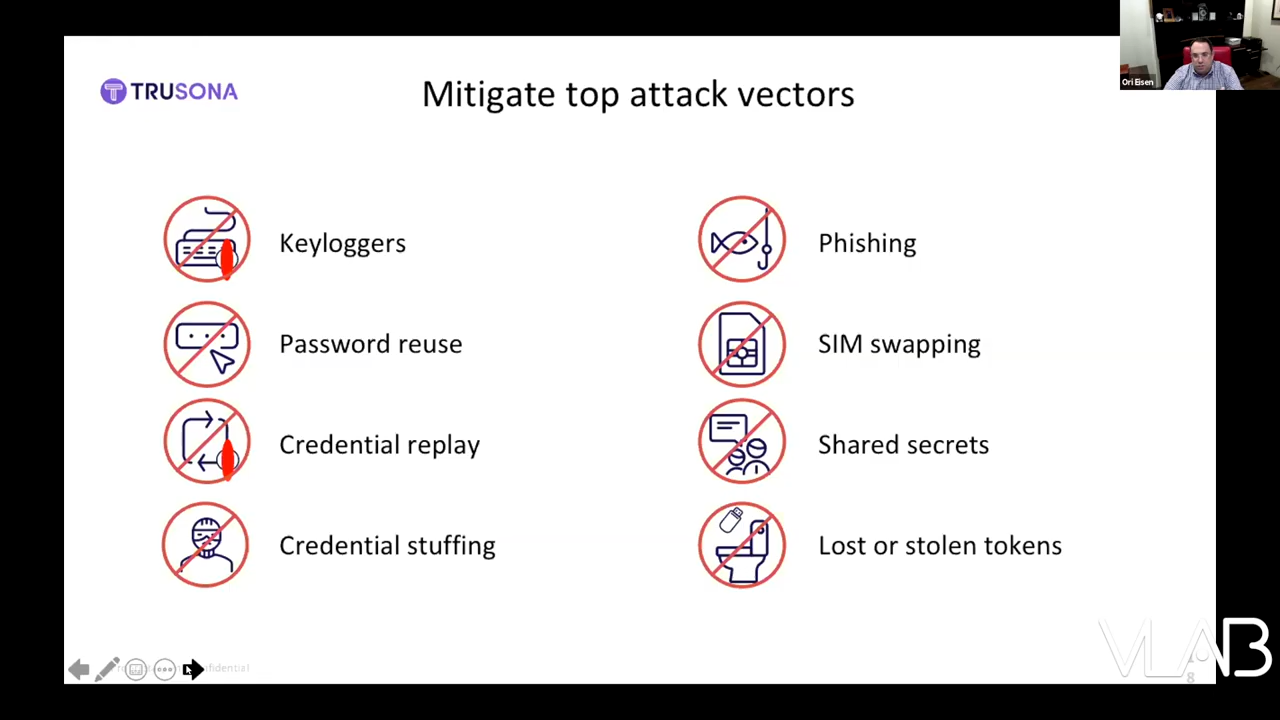 TRUSONA
Mitigate top attack vectors
Ori Eisen
Keyloggers
Phishing
Password reuse
SIM swapping
Credential replay
Shared secrets
Credential stuffing
Lost or stolen tokens
VLAB
8